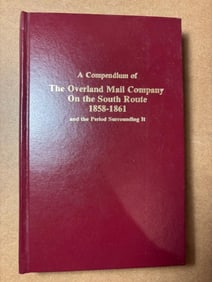 A Compendium of
The Overland Mail Company
On the South Route
1858-1861
and the Period Surrounding It